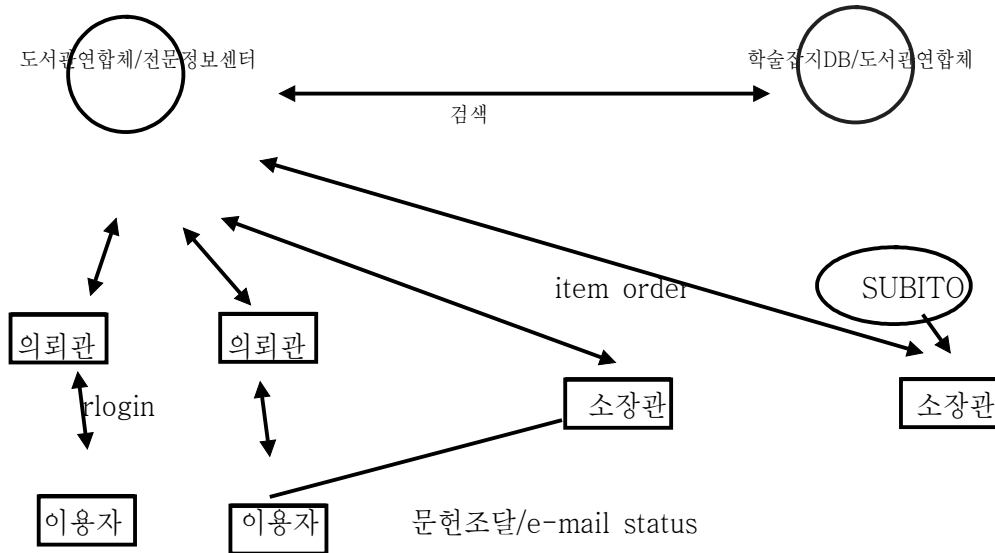 도서관연합체/전문정보센터
학술잡지DB/도서관연합체
검색
item order
SUBITO
의뢰관
의뢰관
rlogin
소장관
소장관
이용자
이용자
문헌조달/e-mail status